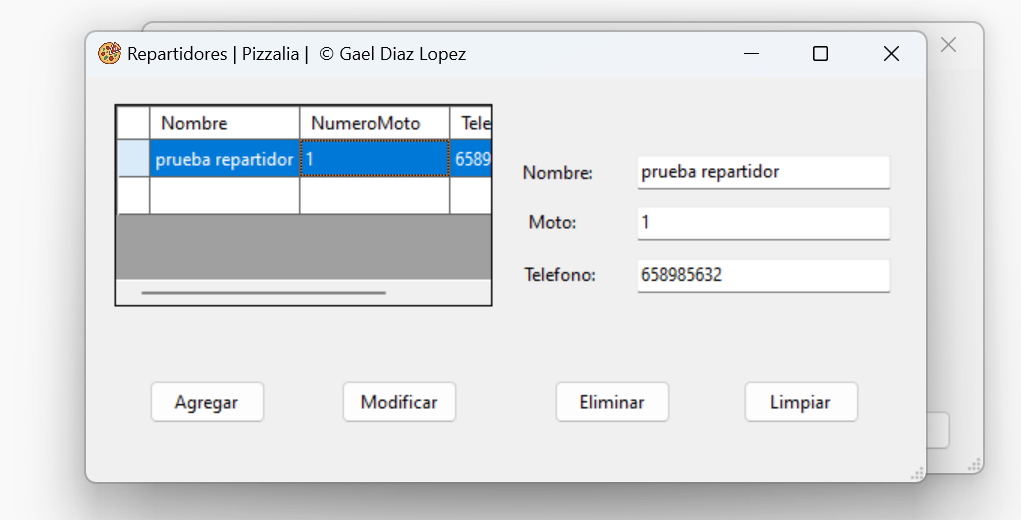 Repartidores | Pizzalia | © Gael Diaz Lopez
Nombre NumeroMoto Tele
prueba repartidor 1 6589
Nombre: prueba repartidor
Moto: 1
Telefono: 658985632
Agregar Modificar Eliminar Limpiar